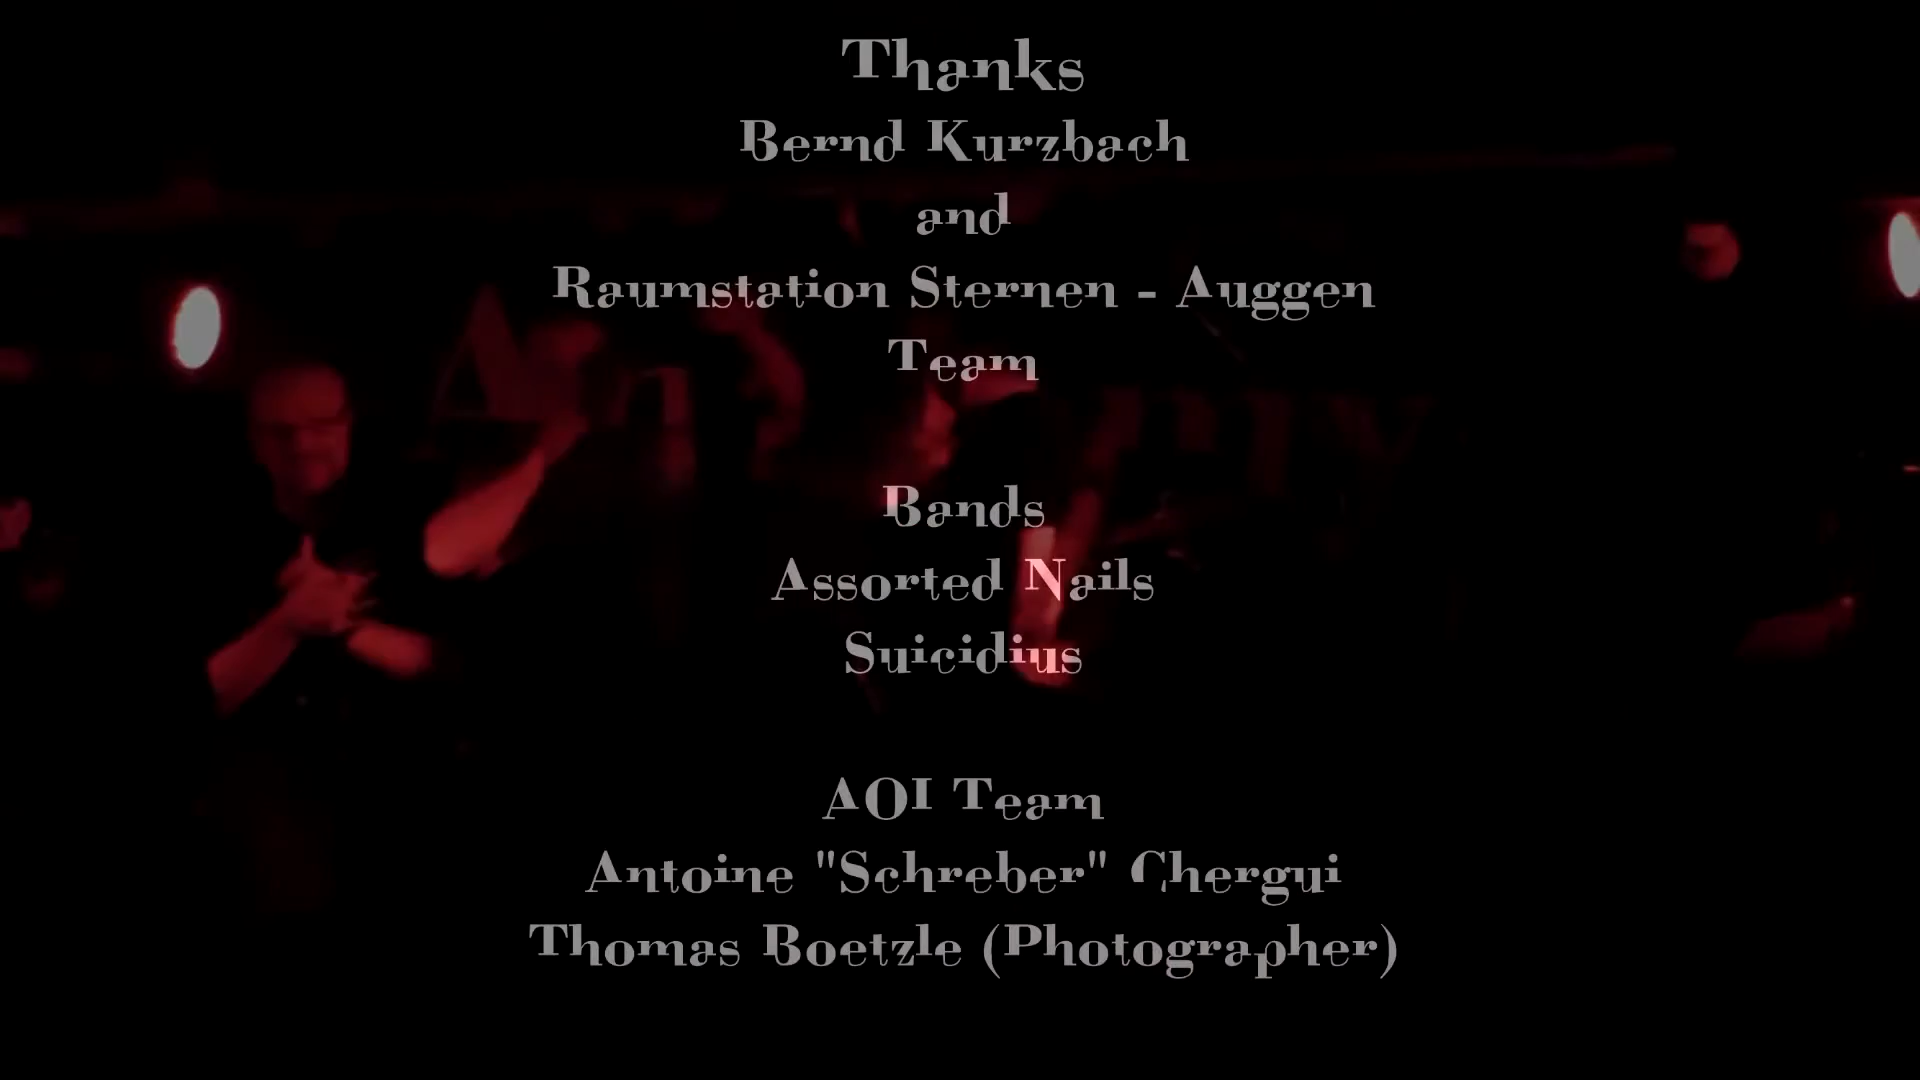 Thanks
Bernd Kurzbach
and
Raumstation Sternen - Auggen
Team
Bands
Assorted Nails
Suicidius
AOI Team
Antoine "Schreber" Chergui
Thomas Boetzle (Photographer)